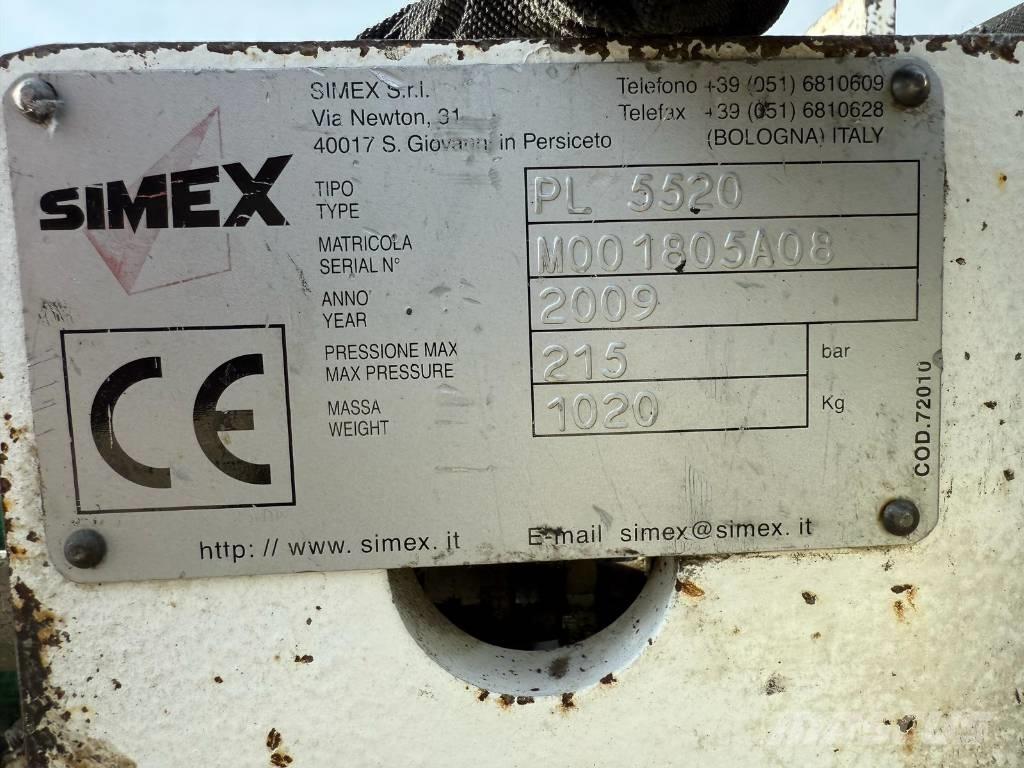 SIMEX S.r.l.
Via Newton, 31
40017 S. Giovanni in Persiceto
Telefono +39 (051) 6810609
Telefax +39 (051) 6810628
(BOLOGNA) ITALY
SIMEX
TIPO
TYPE
PL 5520
MATRICOLA
SERIAL N°
M001805A08
ANNO
YEAR
2009
PRESSIONE MAX
MAX PRESSURE
215 bar
MASSA
WEIGHT
1020 Kg
CE
COD.72010
http: // www. simex. it
E-mail simex@simex. it